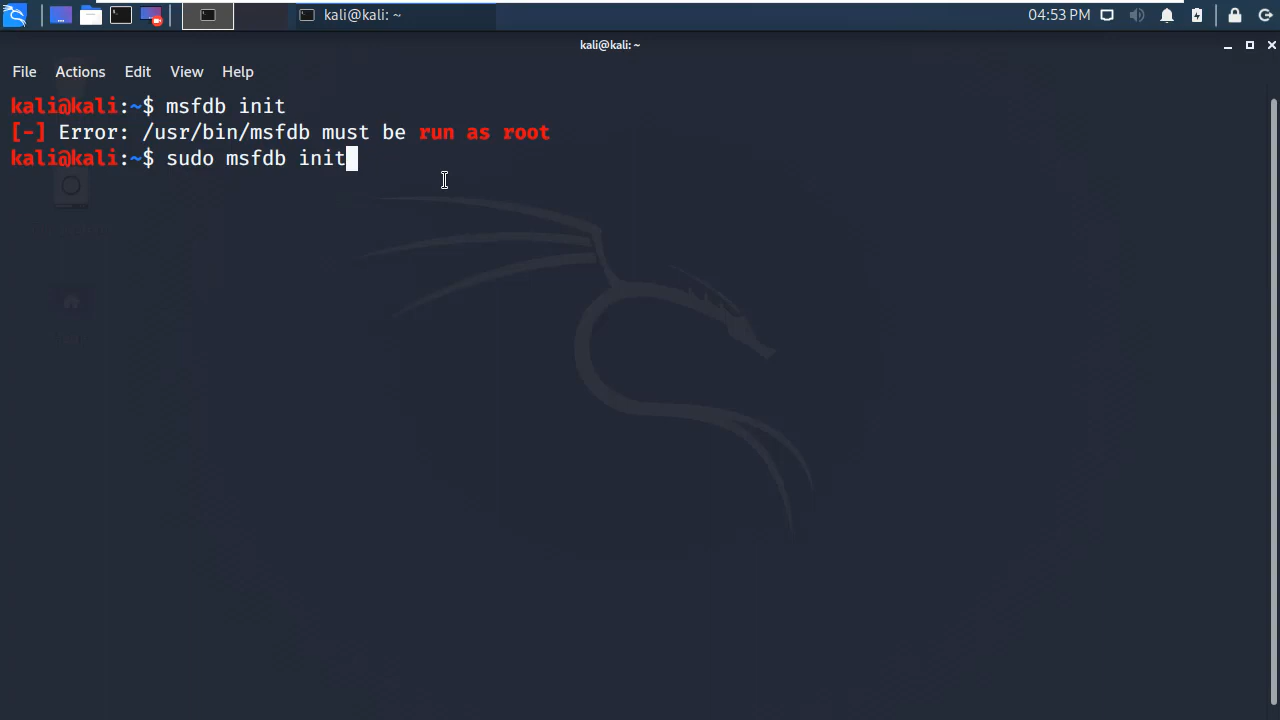 kali@kali: ~
04:53 PM
kali@kali: ~
File Actions Edit View Help
kali@kali:~$ msfdb init
[-] Error: /usr/bin/msfdb must be run as root
kali@kali:~$ sudo msfdb init